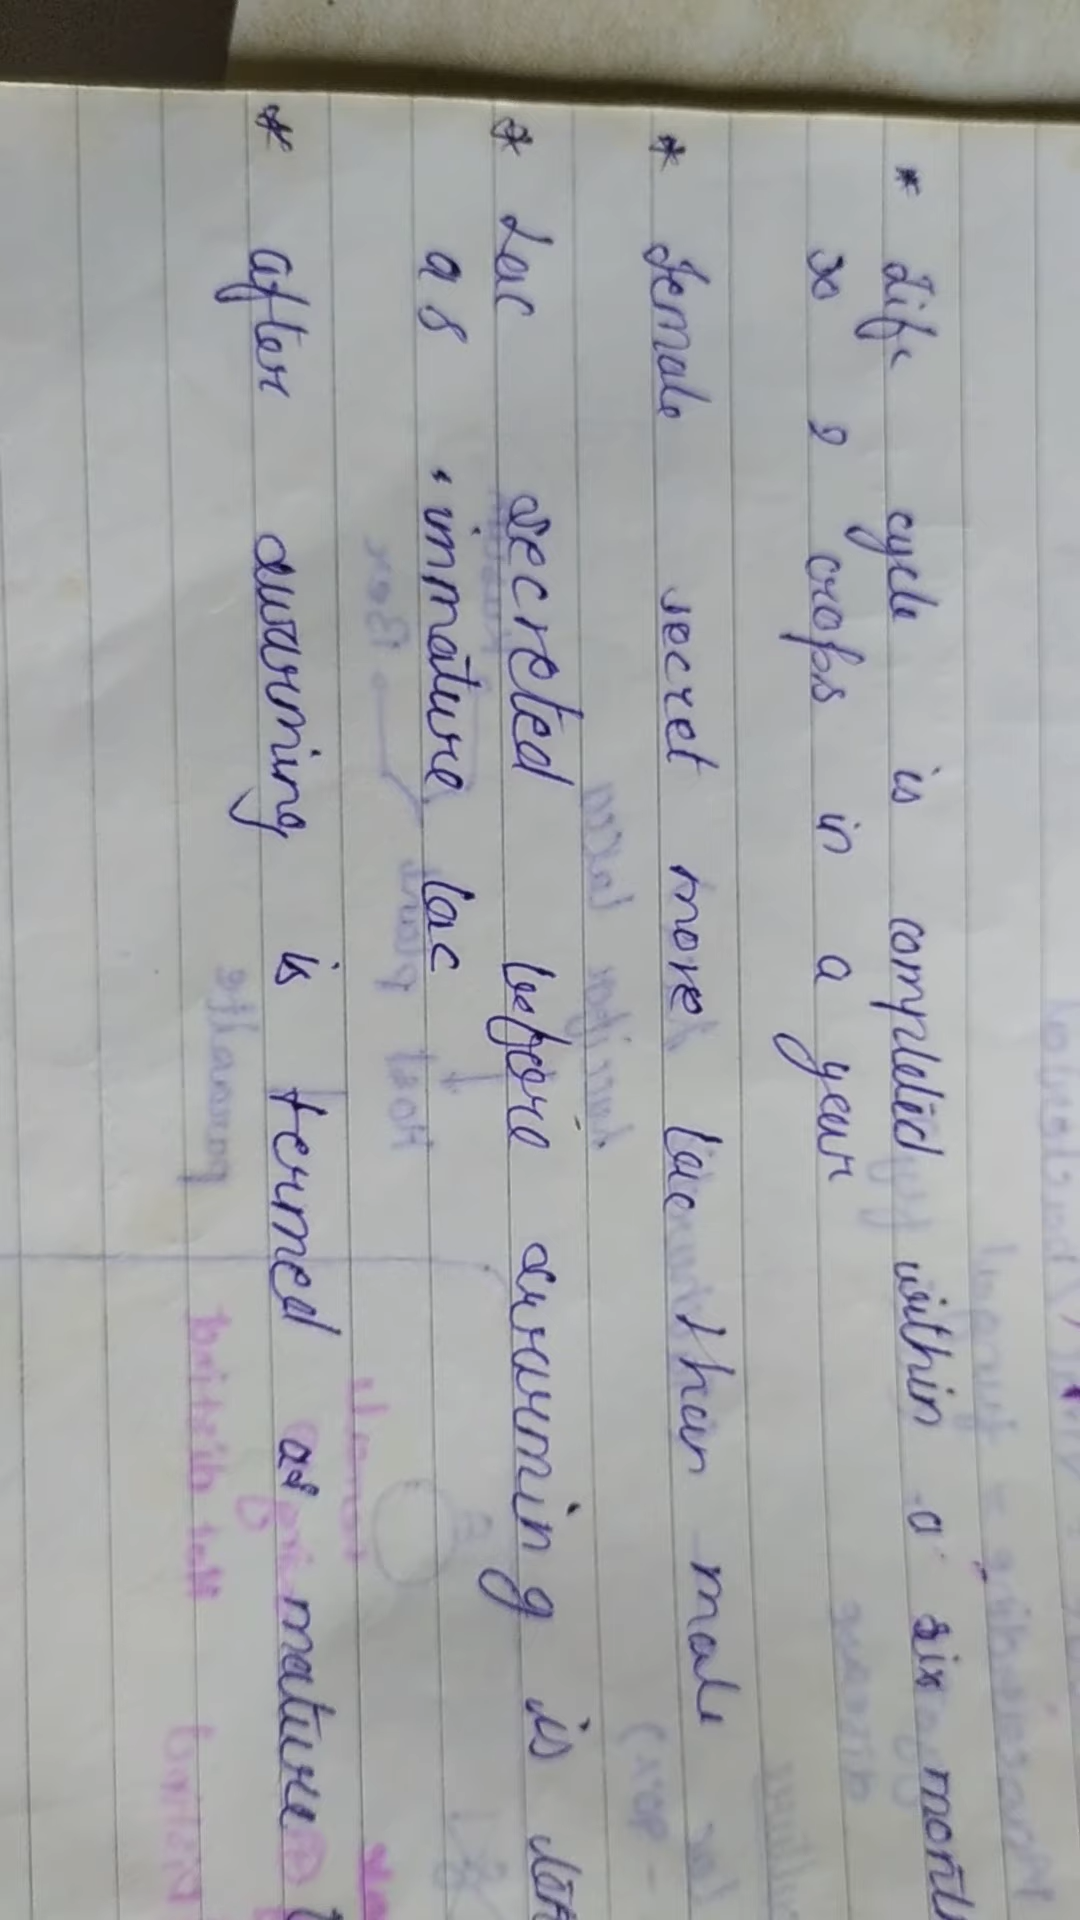 * Life cycle is completed within a six month
so 2 crops in a year
* Female secret more lac than male
* Lac secreted before swarming is
as immature lac
* after swarming is termed as mature